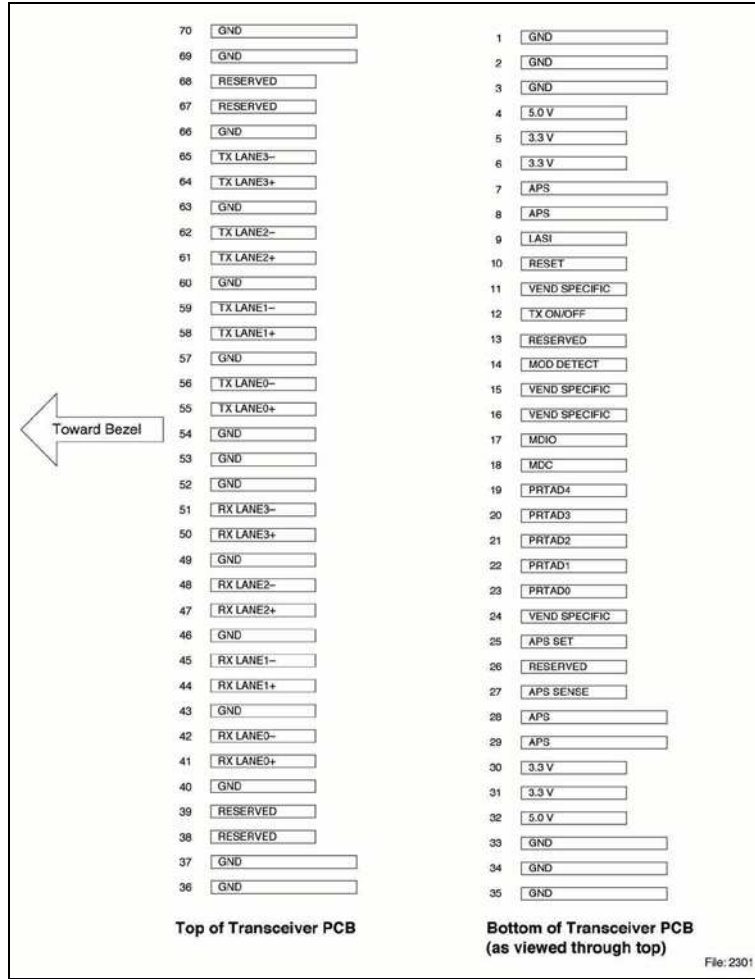 70 GND
69 GND
68 RESERVED
67 RESERVED
66 GND
65 TX LANE3–
64 TX LANE3+
63 GND
62 TX LANE2–
61 TX LANE2+
60 GND
59 TX LANE1–
58 TX LANE1+
57 GND
56 TX LANE0–
55 TX LANE0+
54 GND
53 GND
52 GND
51 RX LANE3–
50 RX LANE3+
49 GND
48 RX LANE2–
47 RX LANE2+
46 GND
45 RX LANE1–
44 RX LANE1+
43 GND
42 RX LANE0–
41 RX LANE0+
40 GND
39 RESERVED
38 RESERVED
37 GND
36 GND
Toward Bezel
Top of Transceiver PCB
1 GND
2 GND
3 GND
4 5.0 V
5 3.3 V
6 3.3 V
7 APS
8 APS
9 LASI
10 RESET
11 VEND SPECIFIC
12 TX ON/OFF
13 RESERVED
14 MOD DETECT
15 VEND SPECIFIC
16 VEND SPECIFIC
17 MDIO
18 MDC
19 PRTAD4
20 PRTAD3
21 PRTAD2
22 PRTAD1
23 PRTAD0
24 VEND SPECIFIC
25 APS SET
26 RESERVED
27 APS SENSE
28 APS
29 APS
30 3.3 V
31 3.3 V
32 5.0 V
33 GND
34 GND
35 GND
Bottom of Transceiver PCB
(as viewed through top)
File: 2301